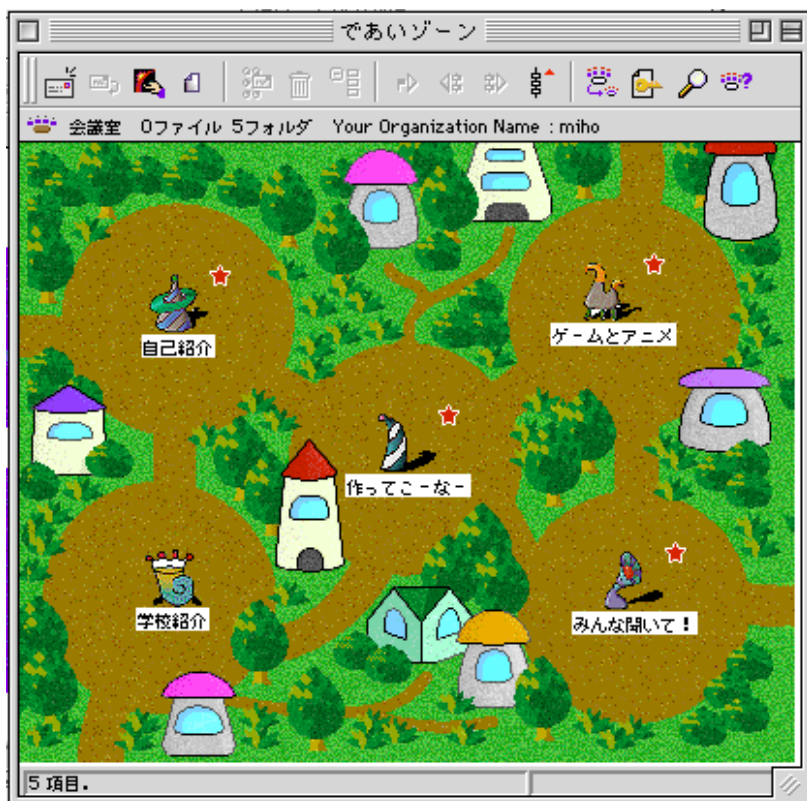 であいゾーン
会議室 0ファイル 5フォルダ Your Organization Name : miho
自己紹介
ゲームとアニメ
作ってこーなー
学校紹介
みんな聞いて!
5 項目.